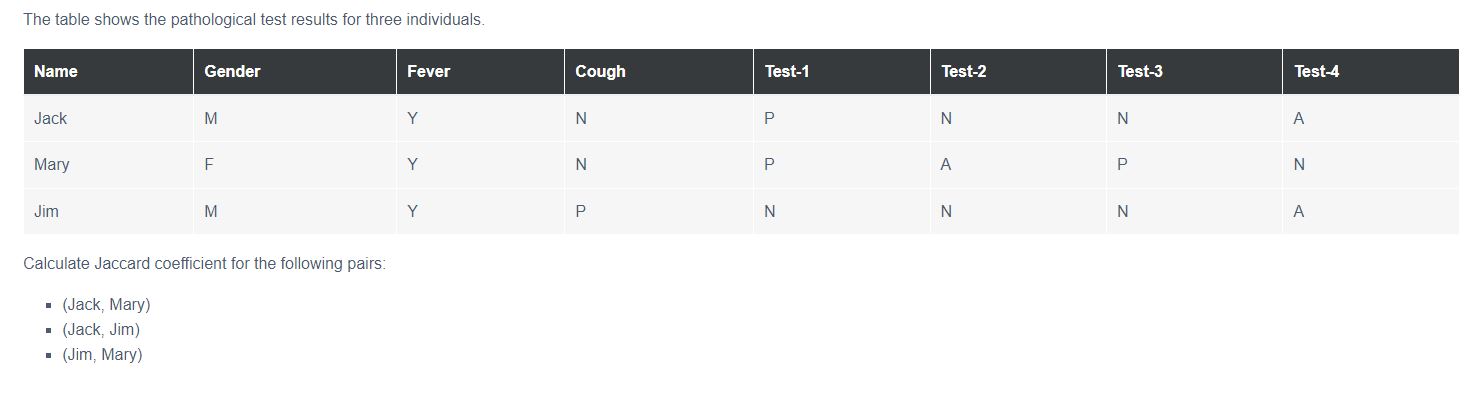 The table shows the pathological test results for three individuals.
Name Gender Fever Cough Test-1 Test-2 Test-3 Test-4
Jack M Y N P N N A
Mary F Y N P A P N
Jim M Y P N N N A
Calculate Jaccard coefficient for the following pairs:
(Jack, Mary)
(Jack, Jim)
(Jim, Mary)